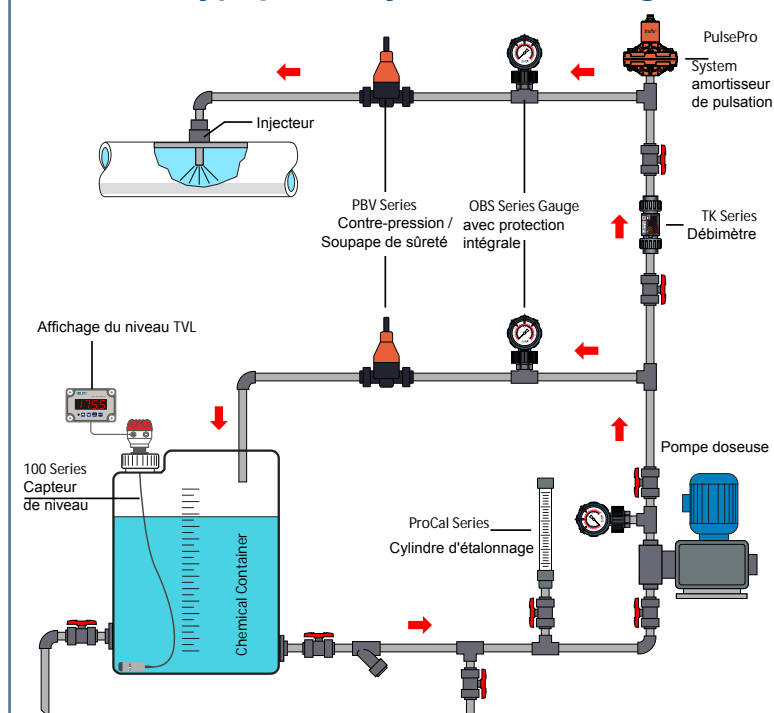 PulsePro
System
amortisseur
de pulsation
Injecteur
PBV Series
Contre-pression /
Soupape de sûreté
OBS Series Gauge
avec protection
intégrale
TK Series
Débimètre
Affichage du niveau TVL
100 Series
Capteur
de niveau
Chemical Container
ProCal Series
Cylindre d'étalonnage
Pompe doseuse